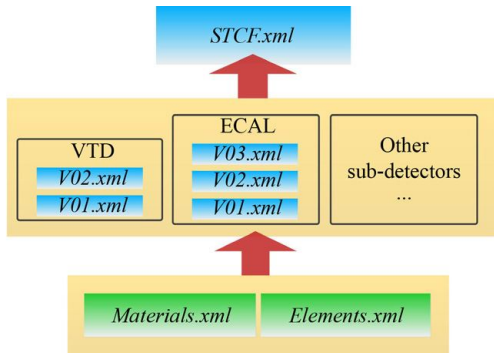 STCF.xml
VTD
V02.xml
V01.xml
ECAL
V03.xml
V02.xml
V01.xml
Other
sub-detectors
...
Materials.xml
Elements.xml